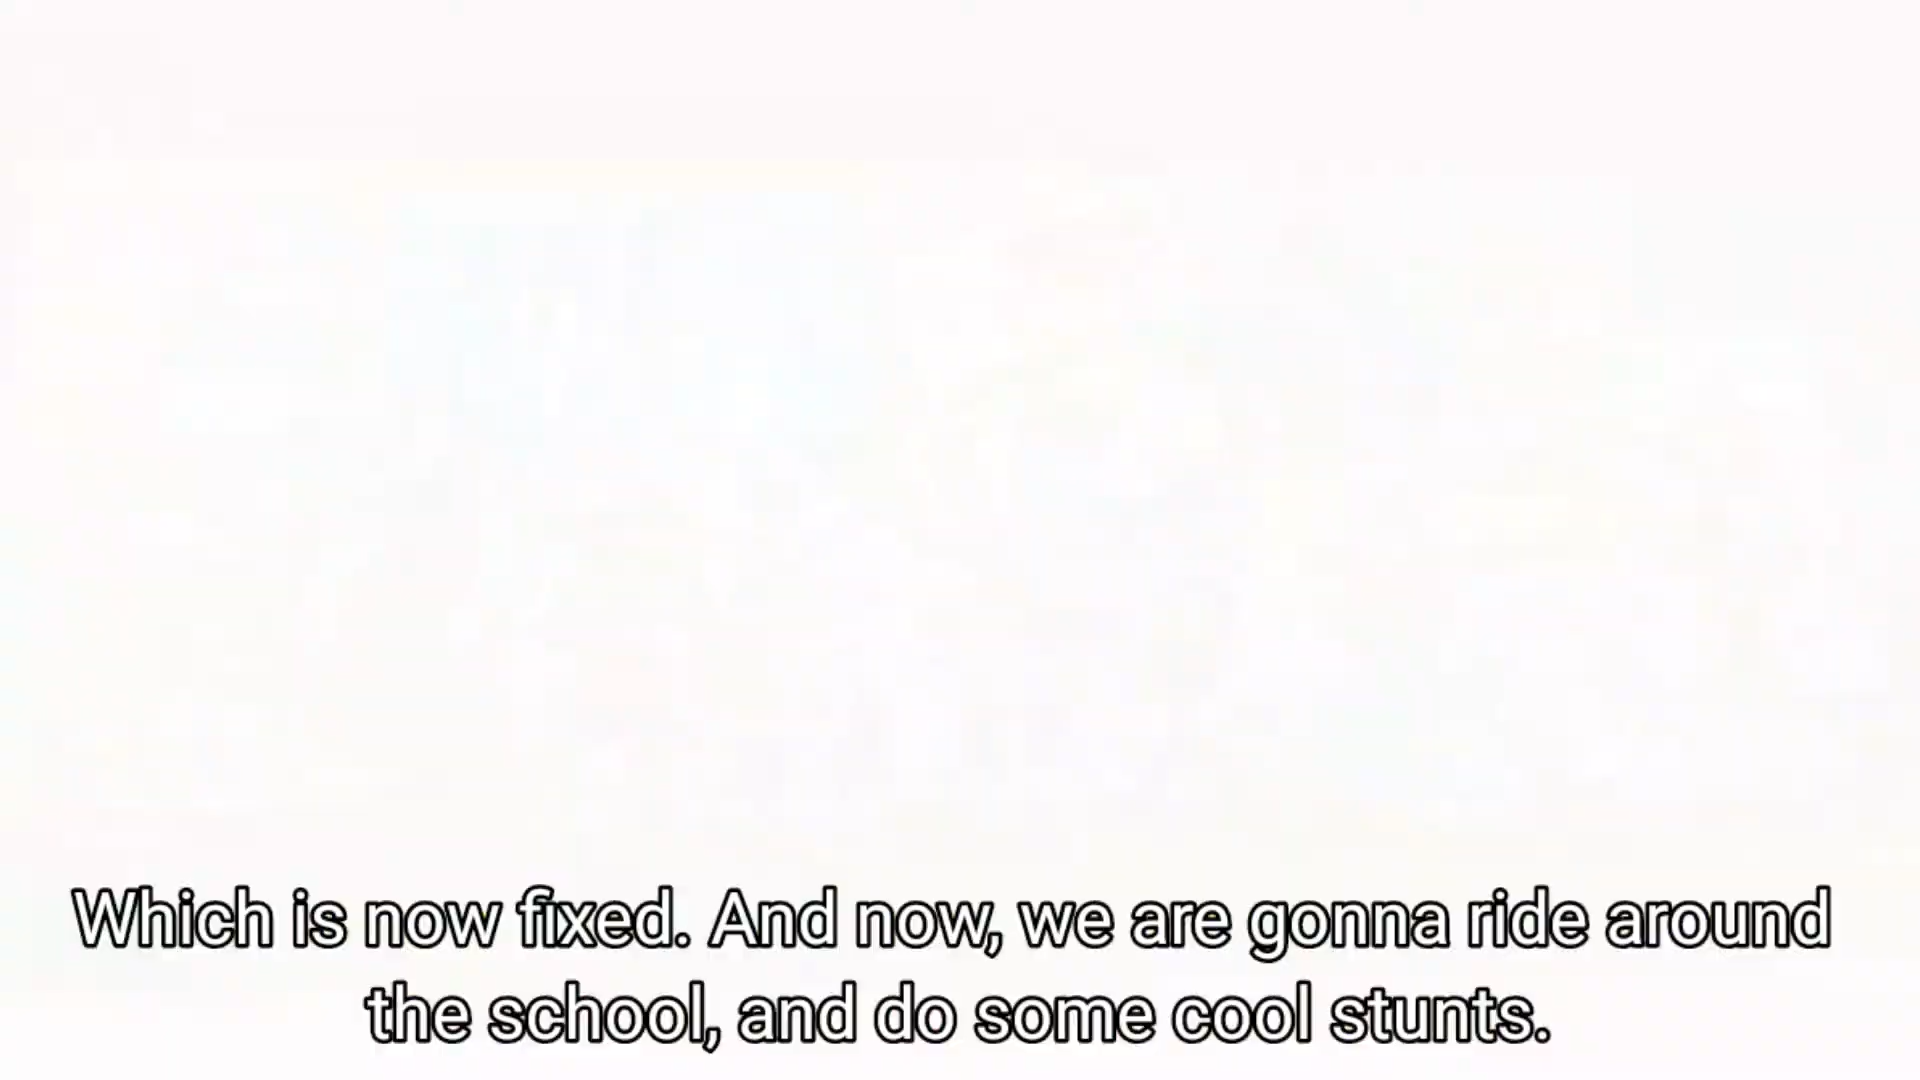 Which is now fixed. And now, we are gonna ride around
the school, and do some cool stunts.